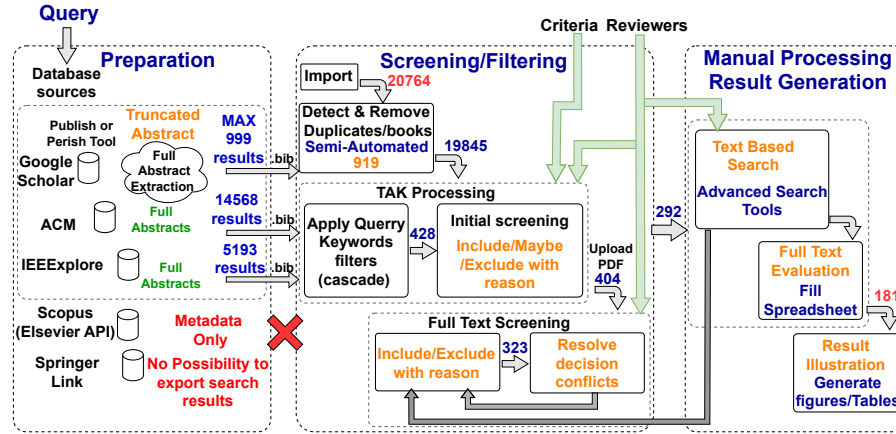 Query
Database
sources
Preparation
Publish or
Perish Tool
Truncated
Abstract
MAX
999
results
Google
Scholar
Full
Abstract
Extraction
.bib
ACM
Full
Abstracts
14568
results
.bib
IEEExplore
Full
Abstracts
5193
results
.bib
Scopus
(Elsevier API)
Metadata
Only
Springer
Link
No Possibility to
export search
results
Screening/Filtering
Criteria
Reviewers
Import
20764
Detect & Remove
Duplicates/books
Semi-Automated
919
19845
TAK Processing
Apply Querry
Keywords
filters
(cascade)
428
Initial screening
Include/Maybe
/Exclude with
reason
Upload
PDF
404
Full Text Screening
Include/Exclude
with reason
323
Resolve
decision
conflicts
292
Manual Processing
Result Generation
Text Based
Search
Advanced Search
Tools
Full Text
Evaluation
Fill
Spreadsheet
181
Result
Illustration
Generate
figures/Tables